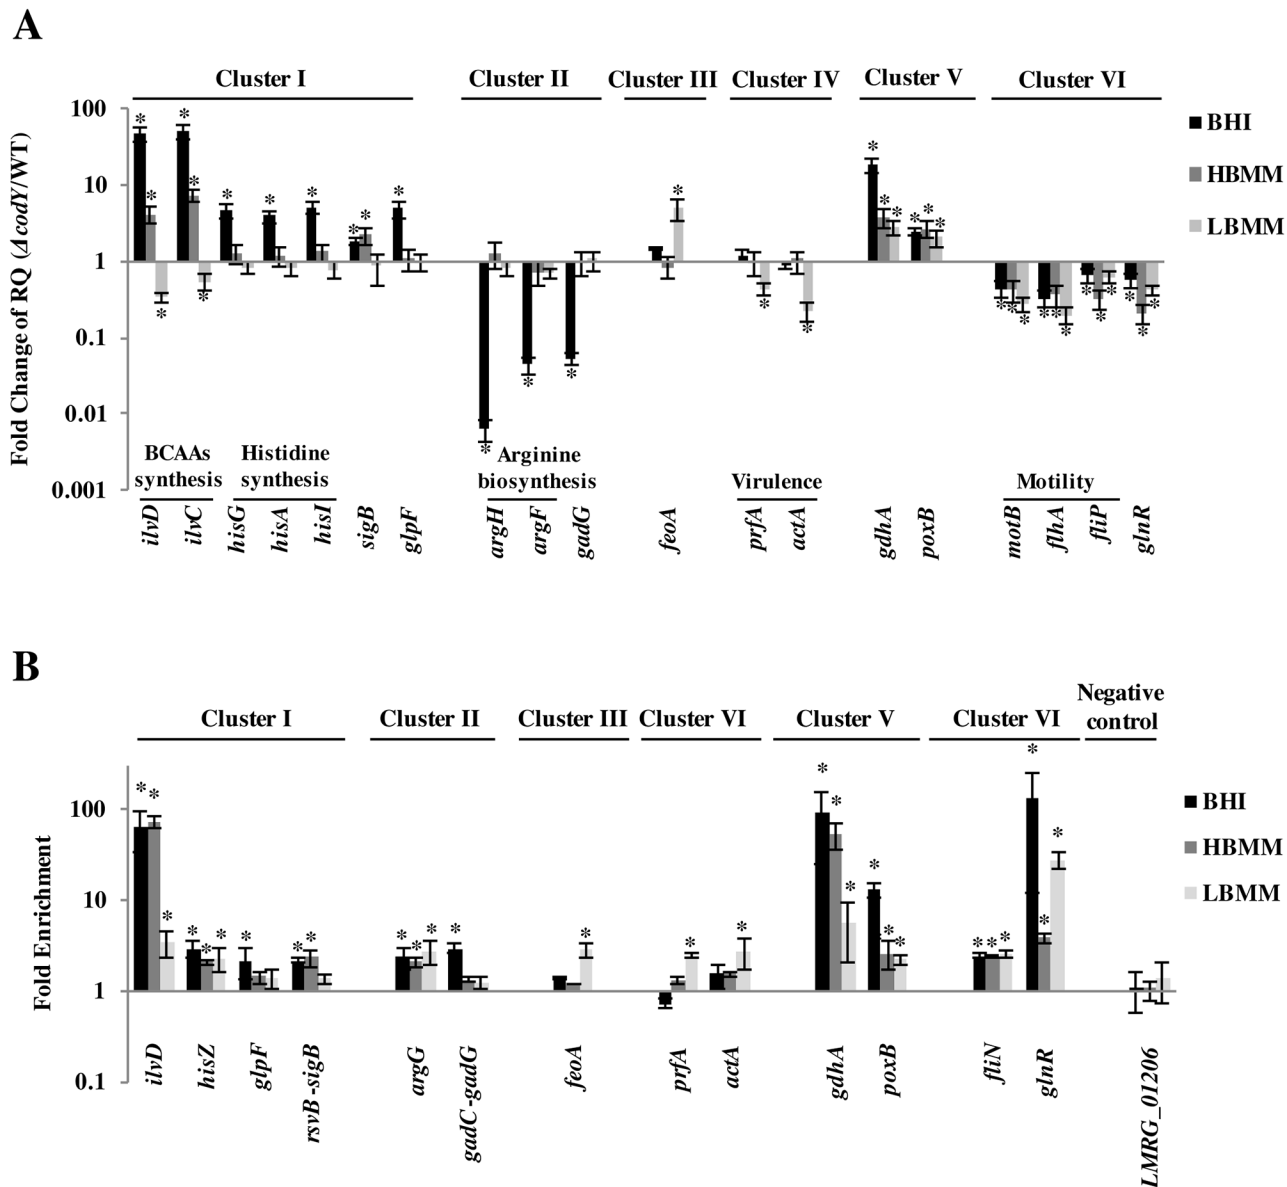 A
Cluster I
Cluster II
Cluster III
Cluster IV
Cluster V
Cluster VI
Fold Change of RQ (ΔcodY/WT)
100
10
1
0.1
0.01
0.001
BHI
HBMM
LBMM
* * * * * * * * * *
* *
* * *
*
* *
* * * * * *
* * * * * * * * * * * *
BCAAs
synthesis
Histidine
synthesis
Arginine
biosynthesis
Virulence
Motility
ilvD
ilvC
hisG
hisA
hisI
sigB
glpF
argH
argF
gadG
feoA
prfA
actA
gdhA
poxB
motB
flhA
fliP
glnR
B
Cluster I
Cluster II
Cluster III
Cluster VI
Cluster V
Cluster VI
Negative
control
Fold Enrichment
100
10
1
0.1
BHI
HBMM
LBMM
* * * * * * * * *
* * * *
*
* *
* * * * * *
* * * * * *
ilvD
hisZ
glpF
rsvB-sigB
argG
gadC-gadG
feoA
prfA
actA
gdhA
poxB
fliN
glnR
LMRG_01206